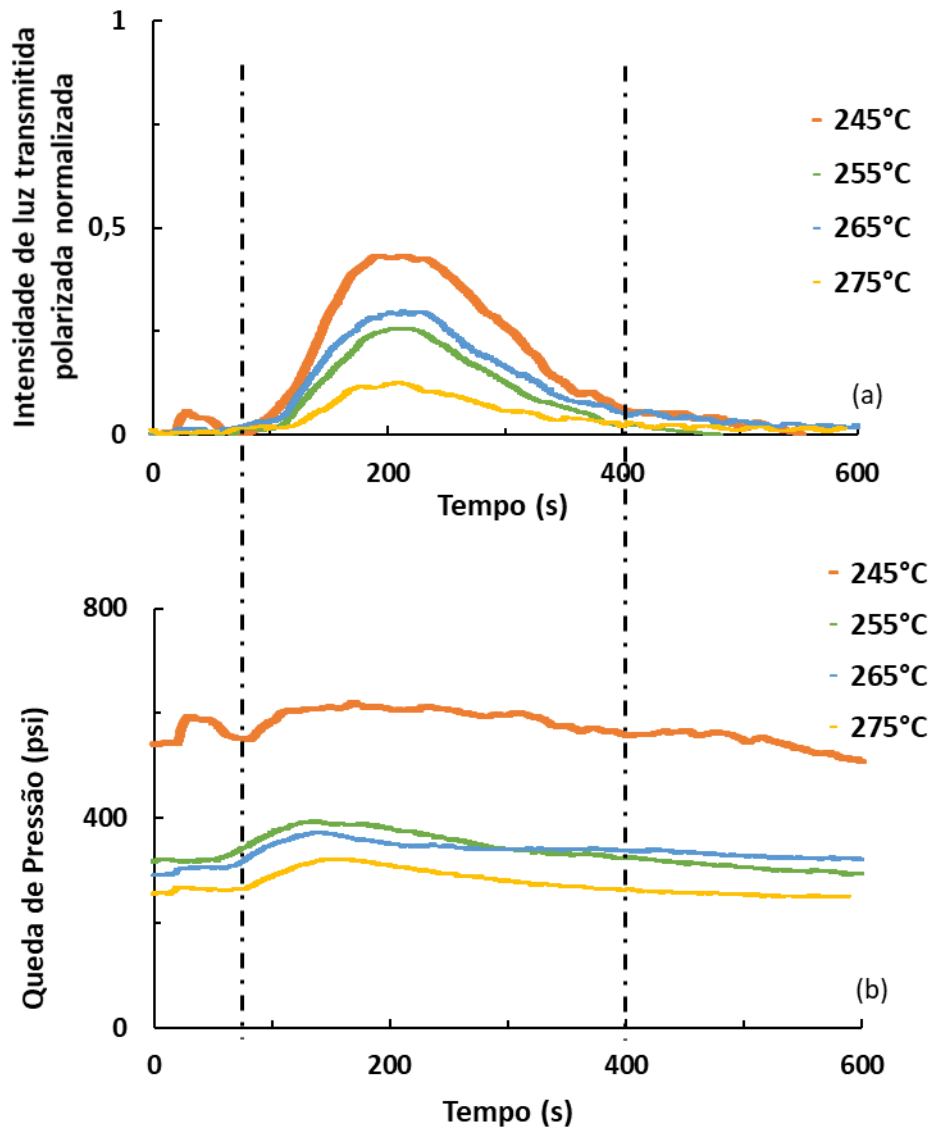 Intensidade de luz transmitida
polarizada normalizada
1
0,5
0
245°C
255°C
265°C
275°C
(a)
0
200
400
600
Tempo (s)
Queda de Pressão (psi)
800
400
0
245°C
255°C
265°C
275°C
(b)
0
200
400
600
Tempo (s)